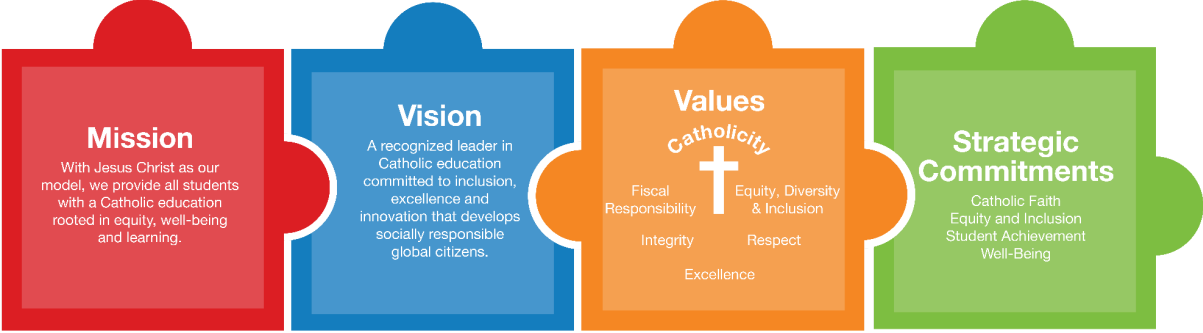 Mission
With Jesus Christ as our
model, we provide all students
with a Catholic education
rooted in equity, well-being
and learning.
Vision
A recognized leader in
Catholic education
committed to inclusion,
excellence and
innovation that develops
socially responsible
global citizens.
Values
Catholicity
Fiscal
Responsibility
Equity, Diversity
& Inclusion
Integrity
Respect
Excellence
Strategic
Commitments
Catholic Faith
Equity and Inclusion
Student Achievement
Well-Being